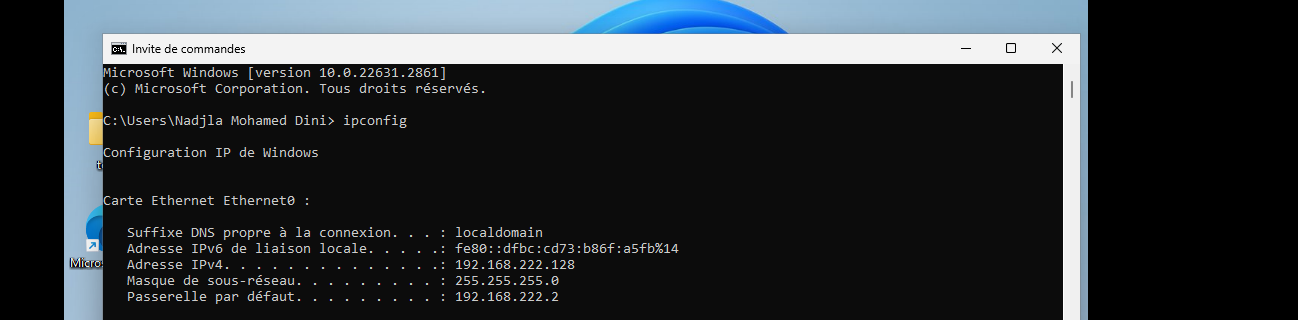 Invite de commandes
Microsoft Windows [version 10.0.22631.2861]
(c) Microsoft Corporation. Tous droits réservés.
C:\Users\Nadjla Mohamed Dini> ipconfig
Configuration IP de Windows
Carte Ethernet Ethernet0 :
Suffixe DNS propre à la connexion. . . : localdomain
Adresse IPv6 de liaison locale. . . . .: fe80::dfbc:cd73:b86f:a5fb%14
Adresse IPv4. . . . . . . . . . . . . .: 192.168.222.128
Masque de sous-réseau. . . . . . . . . : 255.255.255.0
Passerelle par défaut. . . . . . . . . : 192.168.222.2